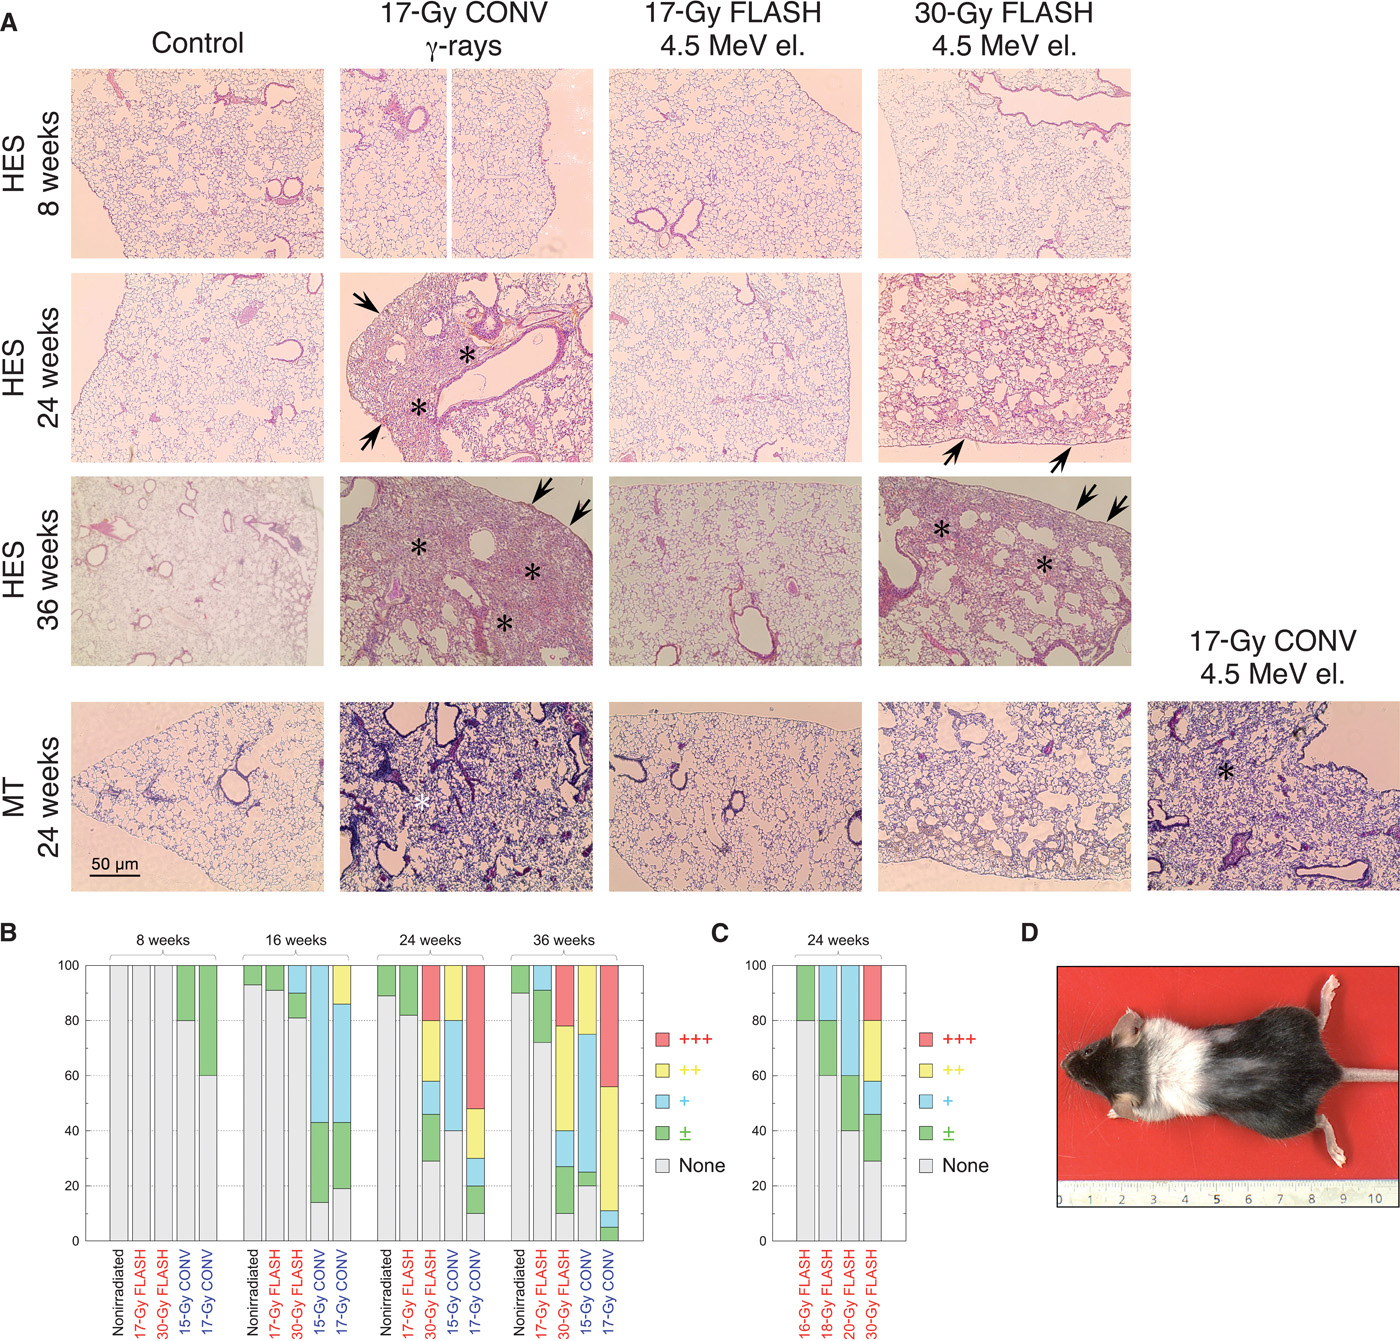 A
Control
17-Gy CONV
γ-rays
17-Gy FLASH
4.5 MeV el.
30-Gy FLASH
4.5 MeV el.
HES
8 weeks
HES
24 weeks
*
*
HES
36 weeks
*
*
*
*
*
17-Gy CONV
4.5 MeV el.
MT
24 weeks
50 µm
*
*
B
8 weeks
16 weeks
24 weeks
36 weeks
100
80
60
40
20
0
Nonirradiated
17-Gy FLASH
30-Gy FLASH
15-Gy CONV
17-Gy CONV
Nonirradiated
17-Gy FLASH
30-Gy FLASH
15-Gy CONV
17-Gy CONV
Nonirradiated
17-Gy FLASH
30-Gy FLASH
15-Gy CONV
17-Gy CONV
Nonirradiated
17-Gy FLASH
30-Gy FLASH
15-Gy CONV
17-Gy CONV
+++
++
+
±
None
C
24 weeks
100
80
60
40
20
0
16-Gy FLASH
18-Gy FLASH
20-Gy FLASH
30-Gy FLASH
+++
++
+
±
None
D
0 1 2 3 4 5 6 7 8 9 10